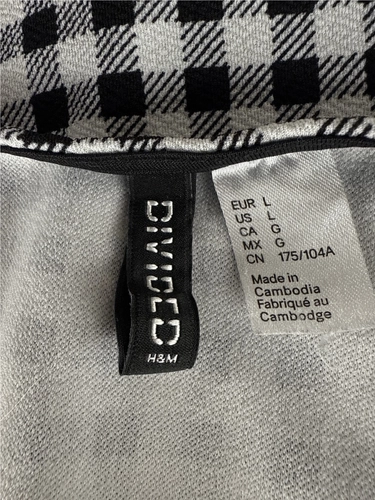 DIVIDED
H&M
EUR L
US L
CA G
MX G
CN 175/104A
Made in
Cambodia
Fabriqué au
Cambodge